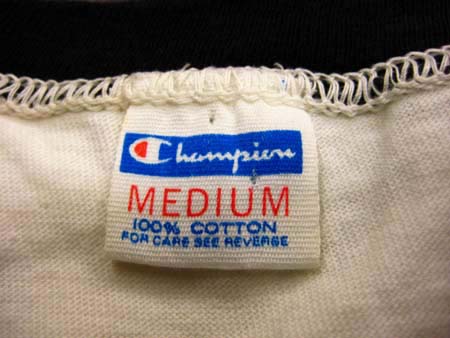 Champion
MEDIUM
100% COTTON
FOR CARE SEE REVERSE